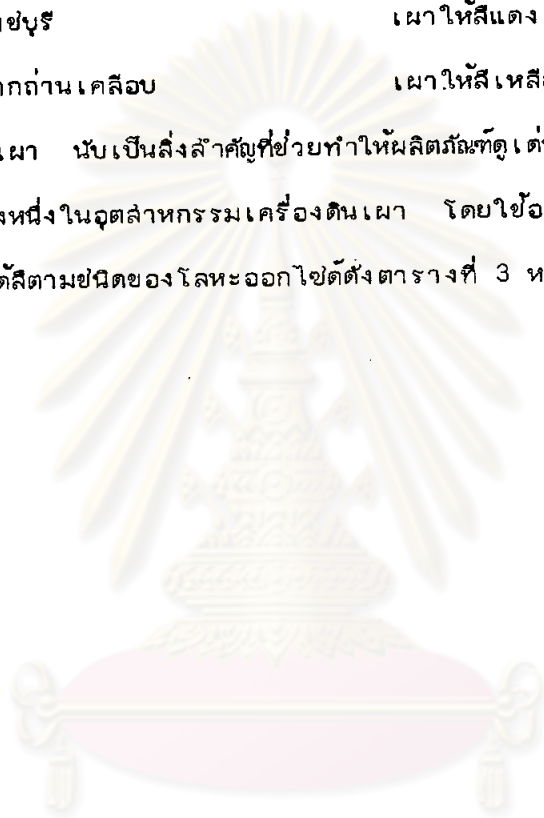 ชบุรี เผาให้สีแดง
ากถ่านเคลือบ เผาให้สีเหลือ
เผา นับเป็นสิ่งสำคัญที่ช่วยทำให้ผลิตภัณฑ์ดูเด่น
งหนึ่งในอุตสาหกรรมเครื่องดินเผา โดยใช้อ
ด้สีตามชนิดของโลหะออกไซด์ดังตารางที่ 3 ห